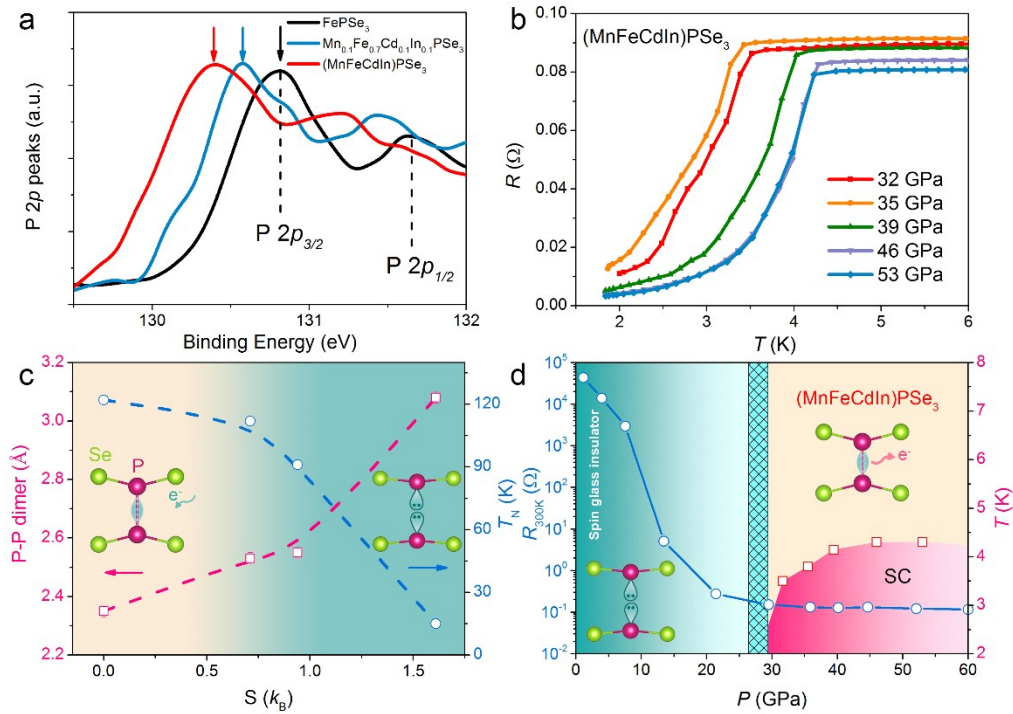 a
FePSe3
Mn0.1Fe0.7Cd0.1In0.1PSe3
(MnFeCdIn)PSe3
P 2p peaks (a.u.)
P 2p3/2
P 2p1/2
130 131 132
Binding Energy (eV)
b
(MnFeCdIn)PSe3
R (Ω)
0.10
0.08
0.06
0.04
0.02
0.00
32 GPa
35 GPa
39 GPa
46 GPa
53 GPa
2 3 4 5 6
T (K)
c
P-P dimer (Å)
3.2
3.0
2.8
2.6
2.4
2.2
Se
P
e-
TN (K)
120
105
90
75
60
45
30
15
0
0.0 0.5 1.0 1.5
S (kB)
d
R300K (Ω)
10^5
10^4
10^3
10^2
10^1
10^0
10^-1
10^-2
Spin glass insulator
(MnFeCdIn)PSe3
e-
SC
T (K)
8
7
6
5
4
3
2
0 10 20 30 40 50 60
P (GPa)